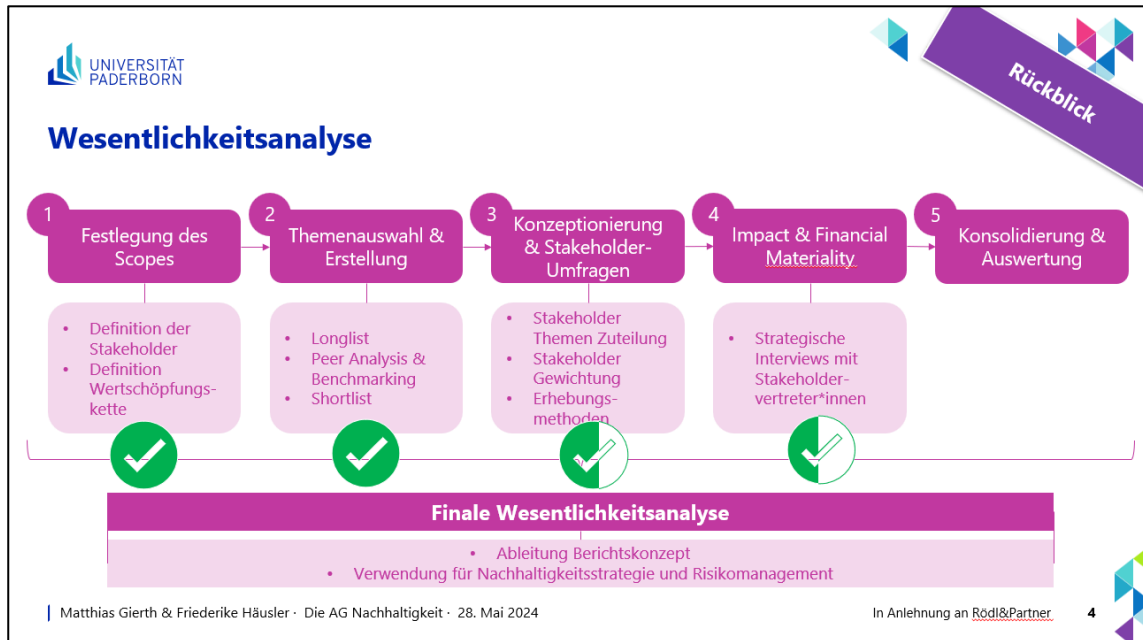 UNIVERSITÄT
PADERBORN
Rückblick
Wesentlichkeitsanalyse
1
Festlegung des
Scopes
2
Themenauswahl &
Erstellung
3
Konzeptionierung
& Stakeholder-
Umfragen
4
Impact & Financial
Materiality
5
Konsolidierung &
Auswertung
• Definition der
Stakeholder
• Definition
Wertschöpfungs-
kette
• Longlist
• Peer Analysis &
Benchmarking
• Shortlist
• Stakeholder
Themen Zuteilung
• Stakeholder
Gewichtung
• Erhebungs-
methoden
• Strategische
Interviews mit
Stakeholder-
vertreter*innen
Finale Wesentlichkeitsanalyse
• Ableitung Berichtskonzept
• Verwendung für Nachhaltigkeitsstrategie und Risikomanagement
Matthias Gierth & Friederike Häusler · Die AG Nachhaltigkeit · 28. Mai 2024
In Anlehnung an Rödl&Partner
4